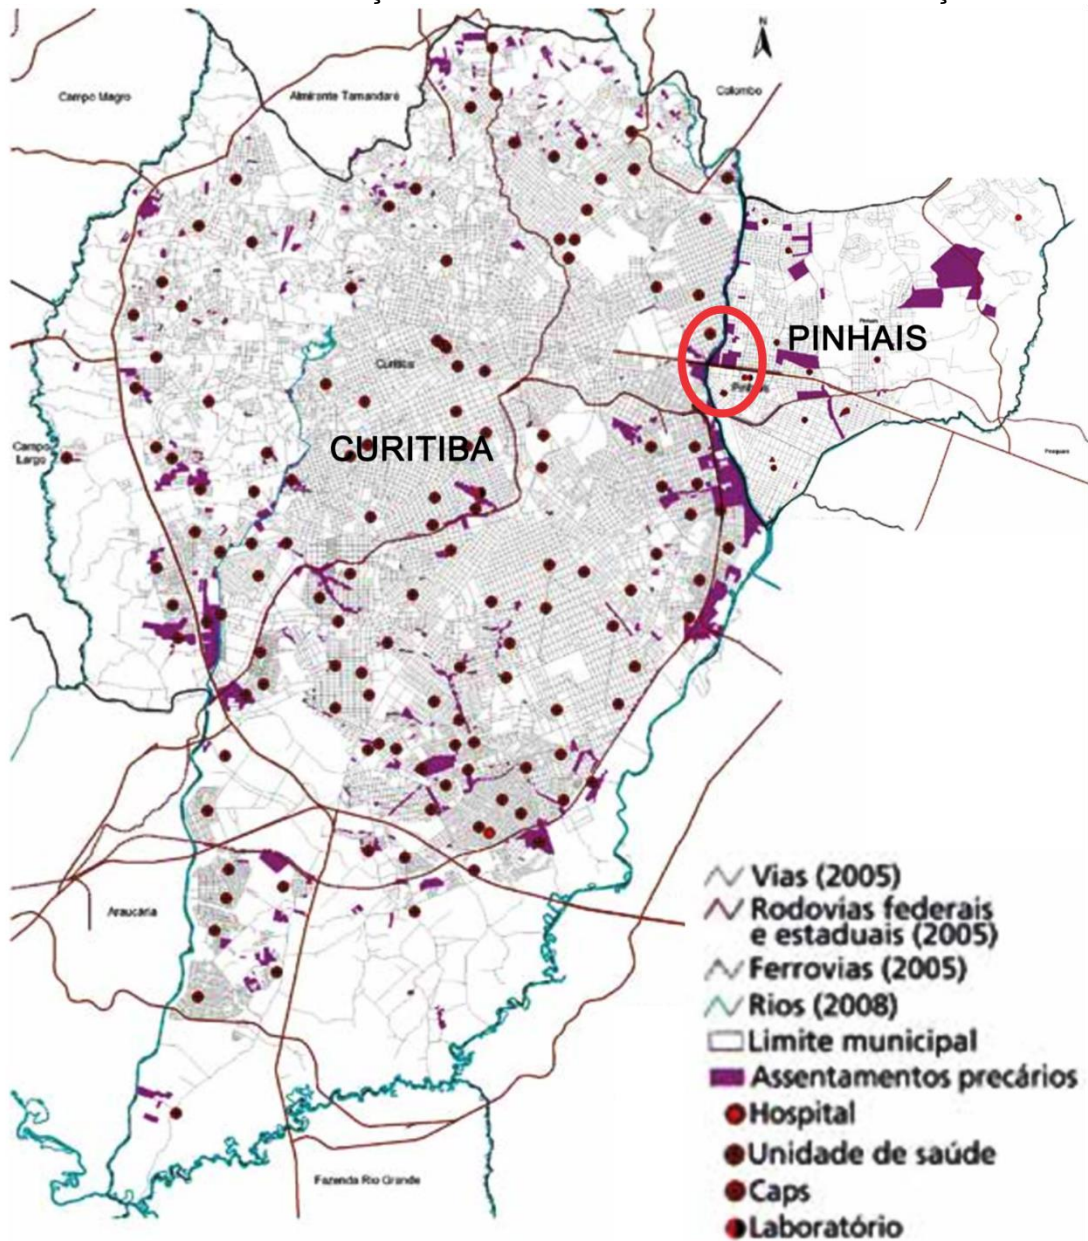 N
Colombo
Campo Magro
Almirante Tamandaré
PINHAIS
Curitiba
Pinhais
CURITIBA
Campo
Largo
Araucária
Fazenda Rio Grande
Vias (2005)
Rodovias federais
e estaduais (2005)
Ferrovias (2005)
Rios (2008)
Limite municipal
Assentamentos precários
Hospital
Unidade de saúde
Caps
Laboratório